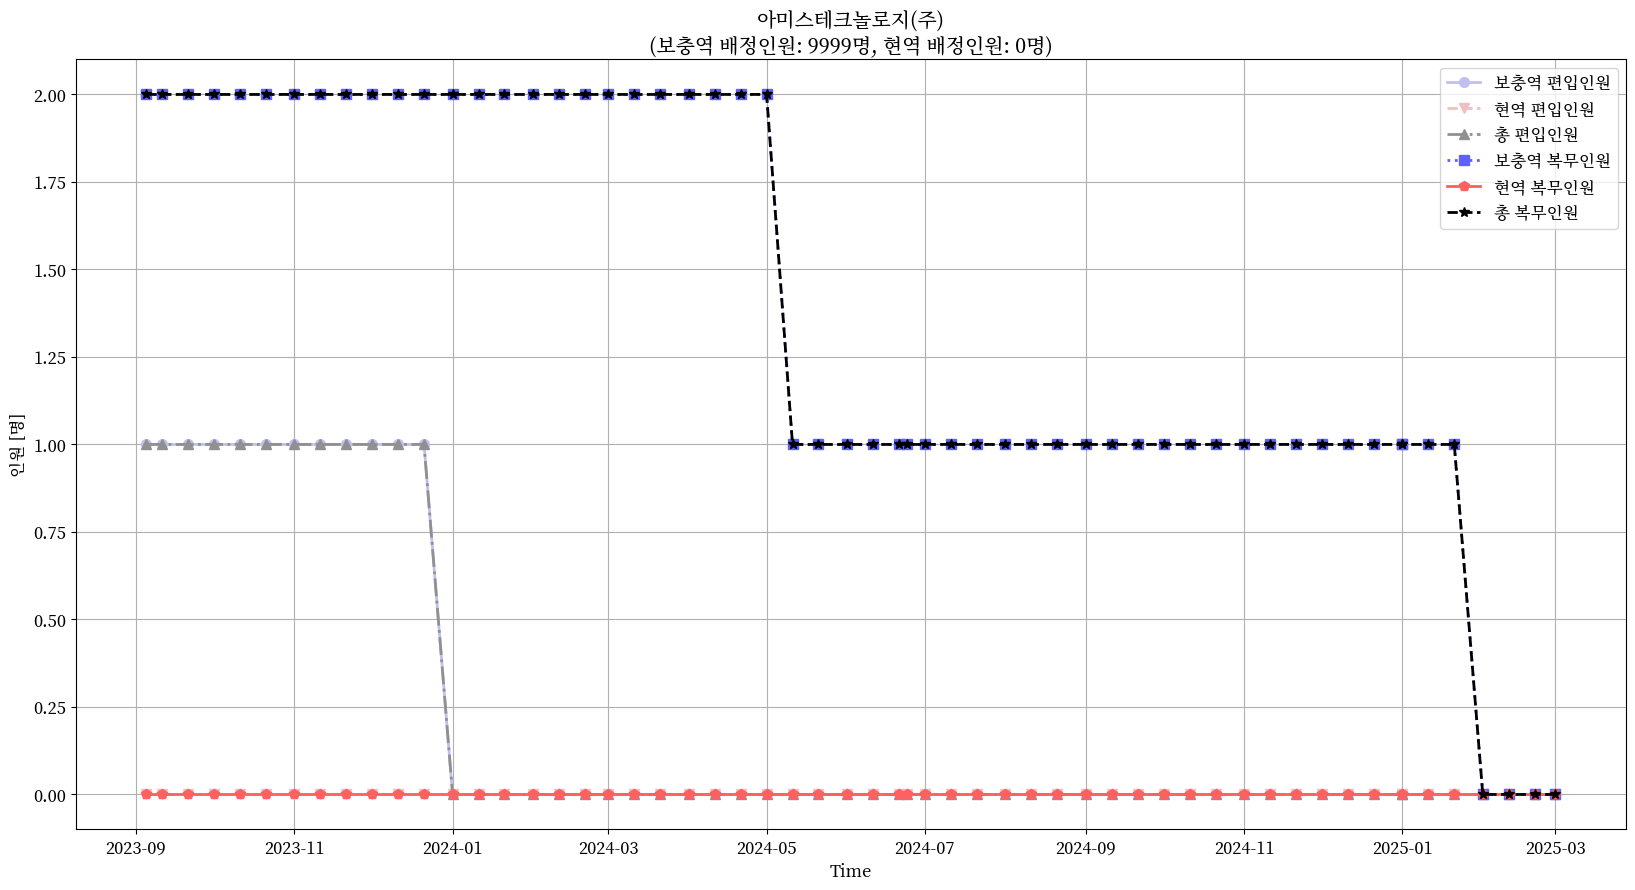 아미스테크놀로지(주)
(보충역 배정인원: 9999명, 현역 배정인원: 0명)
보충역 편입인원
현역 편입인원
총 편입인원
보충역 복무인원
현역 복무인원
총 복무인원
인원 [명]
2.00
1.75
1.50
1.25
1.00
0.75
0.50
0.25
0.00
2023-09 2023-11 2024-01 2024-03 2024-05 2024-07 2024-09 2024-11 2025-01 2025-03
Time